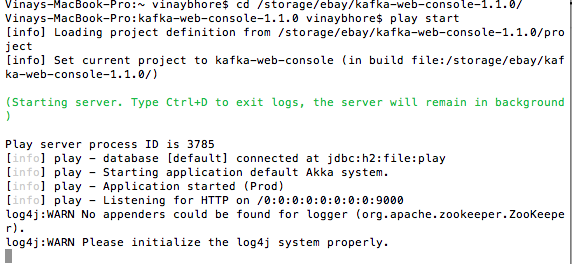 Vinays-MacBook-Pro:~ vinaybhore$ cd /storage/ebay/kafka-web-console-1.1.0/
Vinays-MacBook-Pro:kafka-web-console-1.1.0 vinaybhore$ play start
[info] Loading project definition from /storage/ebay/kafka-web-console-1.1.0/pro
ject
[info] Set current project to kafka-web-console (in build file:/storage/ebay/kaf
ka-web-console-1.1.0/)
(Starting server. Type Ctrl+D to exit logs, the server will remain in background
)
Play server process ID is 3785
[info] play - database [default] connected at jdbc:h2:file:play
[info] play - Starting application default Akka system.
[info] play - Application started (Prod)
[info] play - Listening for HTTP on /0:0:0:0:0:0:0:0:9000
log4j:WARN No appenders could be found for logger (org.apache.zookeeper.ZooKeepe
r).
log4j:WARN Please initialize the log4j system properly.